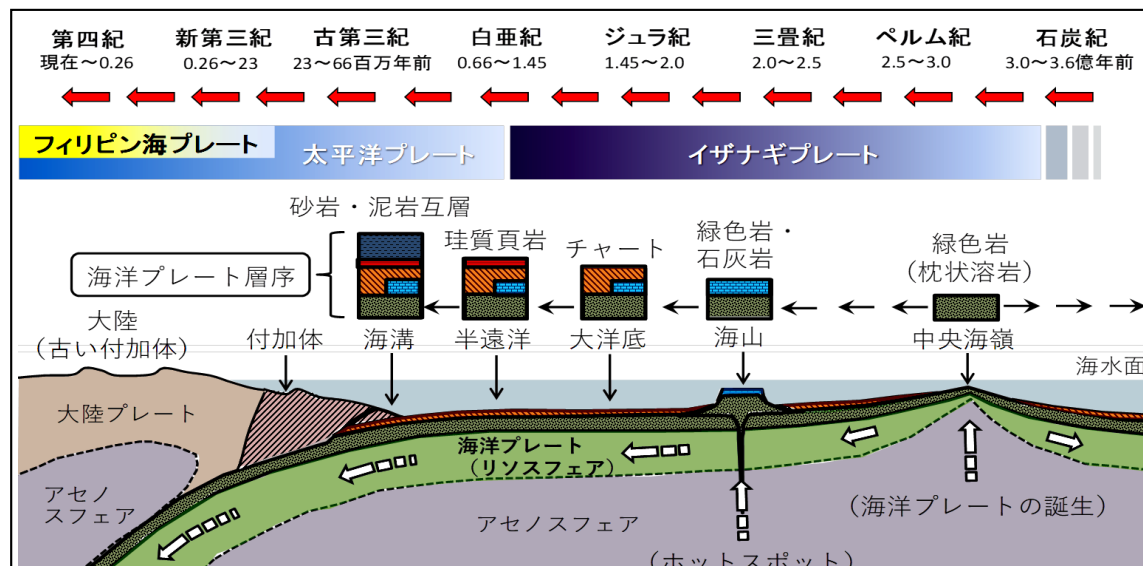 第四紀
現在～0.26
新第三紀
0.26～23
古第三紀
23～66百万年前
白亜紀
0.66～1.45
ジュラ紀
1.45～2.0
三畳紀
2.0～2.5
ペルム紀
2.5～3.0
石炭紀
3.0～3.6億年前
フィリピン海プレート
太平洋プレート
イザナギプレート
砂岩・泥岩互層
珪質頁岩
チャート
緑色岩・
石灰岩
緑色岩
(枕状溶岩)
海洋プレート層序
大陸
(古い付加体)
付加体
海溝
半遠洋
大洋底
海山
中央海嶺
海水面
大陸プレート
海洋プレート
(リソスフェア)
アセノ
スフェア
アセノスフェア
(海洋プレートの誕生)
(ホットスポット)